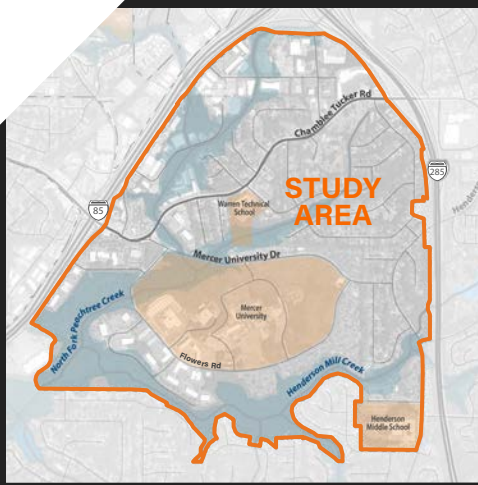 Chamblee Tucker Rd
285
STUDY
AREA
Warren Technical
School
85
Mercer University Dr
North Fork Peachtree Creek
Mercer
University
Flowers Rd
Henderson Mill Creek
Henderson
Middle School